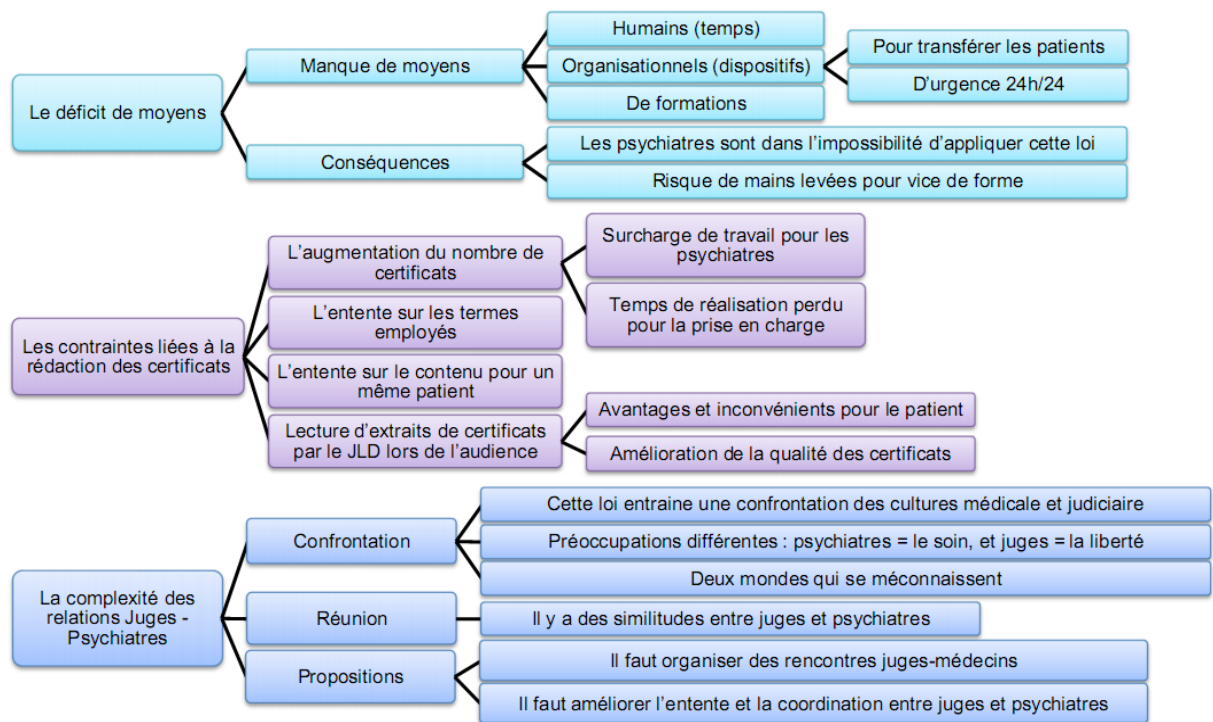 Le déficit de moyens
Manque de moyens
Humains (temps)
Organisationnels (dispositifs)
Pour transférer les patients
D'urgence 24h/24
De formations
Conséquences
Les psychiatres sont dans l'impossibilité d'appliquer cette loi
Risque de mains levées pour vice de forme
Les contraintes liées à la
rédaction des certificats
L'augmentation du nombre de
certificats
Surcharge de travail pour les
psychiatres
Temps de réalisation perdu
pour la prise en charge
L'entente sur les termes
employés
L'entente sur le contenu pour un
même patient
Lecture d'extraits de certificats
par le JLD lors de l'audience
Avantages et inconvénients pour le patient
Amélioration de la qualité des certificats
La complexité des
relations Juges -
Psychiatres
Confrontation
Cette loi entraine une confrontation des cultures médicale et judiciaire
Préoccupations différentes : psychiatres = le soin, et juges = la liberté
Deux mondes qui se méconnaissent
Réunion
Il y a des similitudes entre juges et psychiatres
Propositions
Il faut organiser des rencontres juges-médecins
Il faut améliorer l'entente et la coordination entre juges et psychiatres